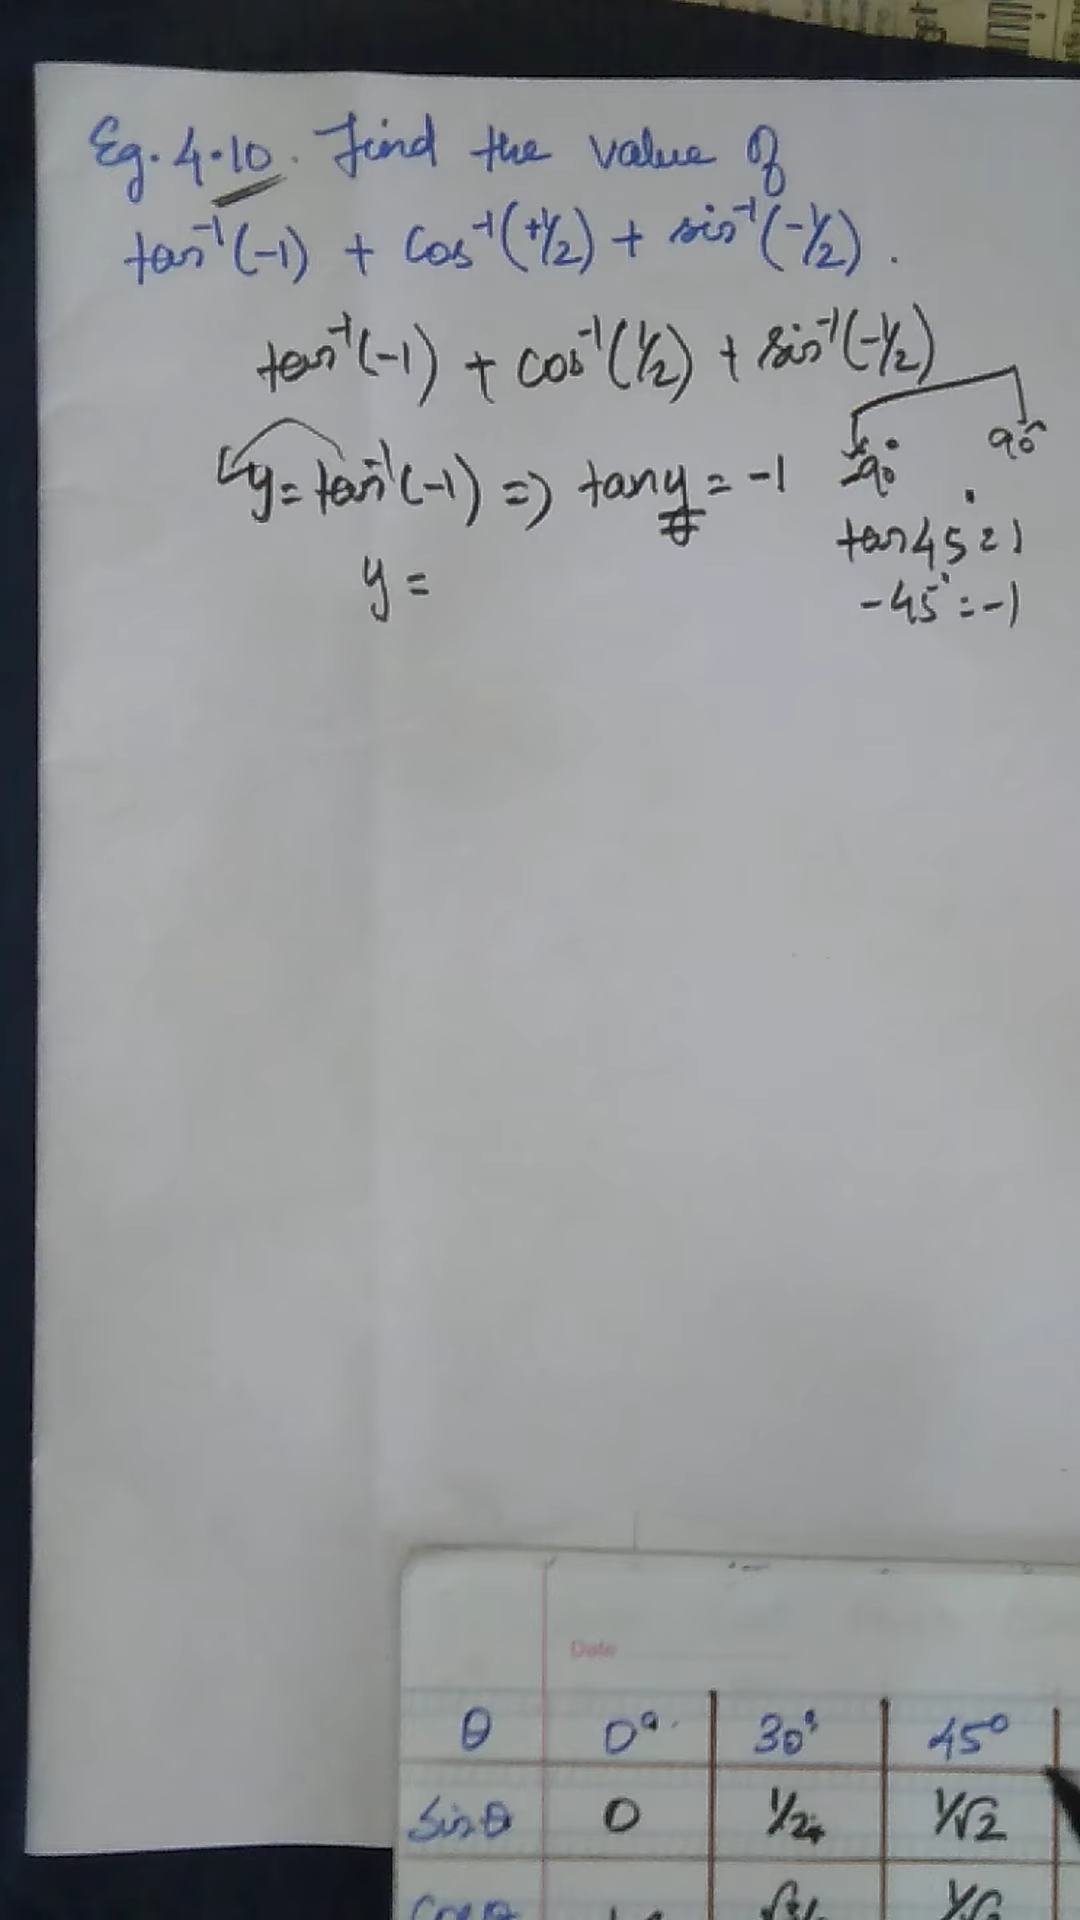 Eg. 4.10. Find the value of
tan⁻¹(-1) + Cos⁻¹(+1/2) + sin⁻¹(-1/2).
tan⁻¹(-1) + cos⁻¹(1/2) + sin⁻¹(-1/2)
-90° 90°
y = tan⁻¹(-1) => tan y = -1
tan 45° = 1
y =
-45° = -1
Date
θ 0° 30° 45°
Sinθ 0 1/2 1/√2
Cosθ